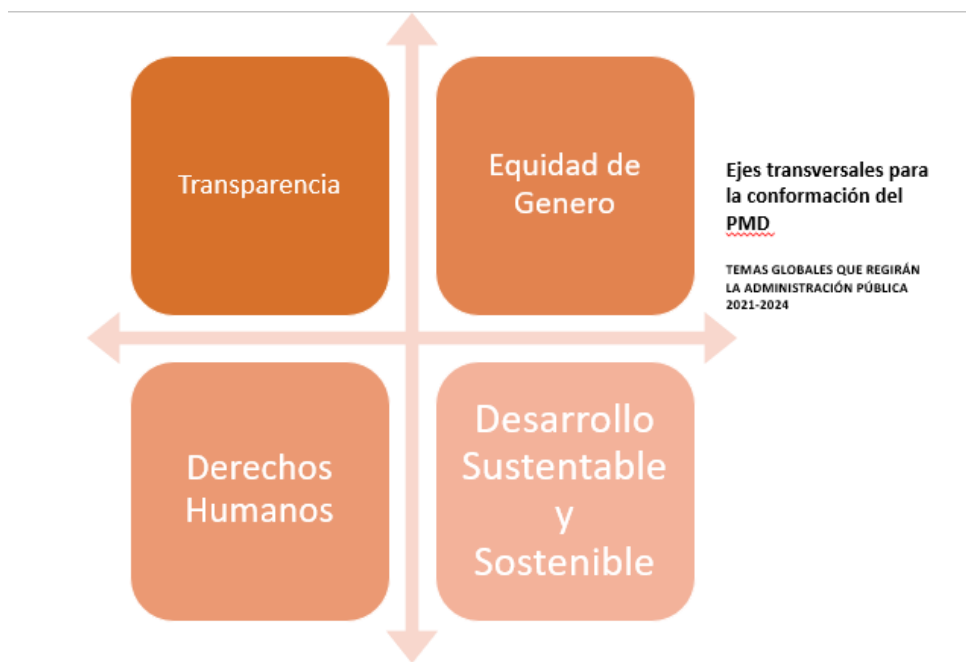 Transparencia
Equidad de
Genero
Ejes transversales para
la conformación del
PMD
TEMAS GLOBALES QUE REGIRÁN
LA ADMINISTRACIÓN PÚBLICA
2021-2024
Derechos
Humanos
Desarrollo
Sustentable
y
Sostenible